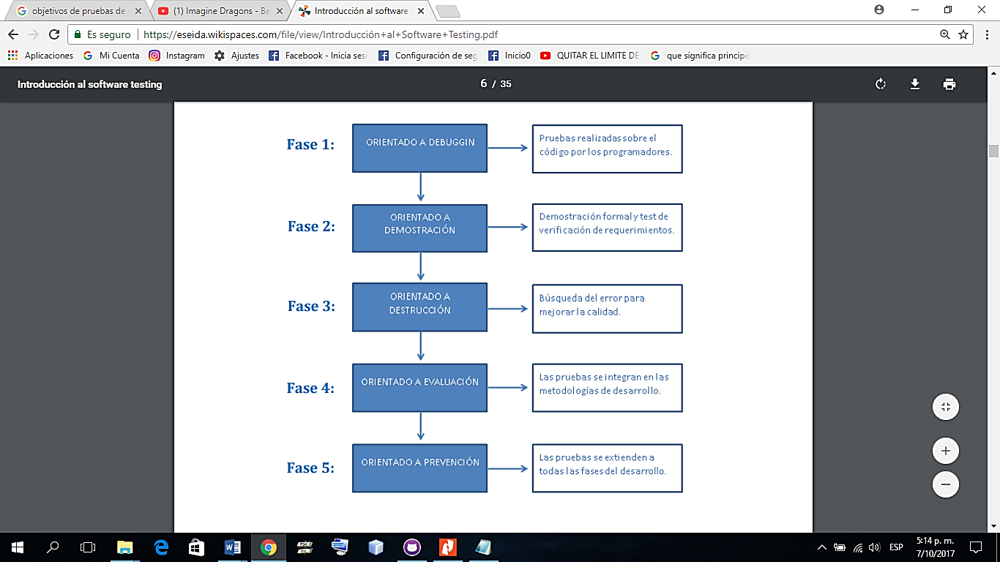 objetivos de pruebas de
(1) Imagine Dragons - Be
Introducción al software
Es seguro
https://eseida.wikispaces.com/file/view/Introducción+al+Software+Testing.pdf
Aplicaciones
Mi Cuenta
Instagram
Ajustes
Facebook - Inicia sesi
Configuración de seg
Inicio0
QUITAR EL LIMITE DE
que significa principio
Introducción al software testing
6 / 35
Fase 1:
ORIENTADO A DEBUGGIN
Pruebas realizadas sobre el
código por los programadores.
Fase 2:
ORIENTADO A
DEMOSTRACIÓN
Demostración formal y test de
verificación de requerimientos.
Fase 3:
ORIENTADO A
DESTRUCCIÓN
Búsqueda del error para
mejorar la calidad.
Fase 4:
ORIENTADO A EVALUACIÓN
Las pruebas se integran en las
metodologías de desarrollo.
Fase 5:
ORIENTADO A PREVENCIÓN
Las pruebas se extienden a
todas las fases del desarrollo.
ESP
5:14 p. m.
7/10/2017